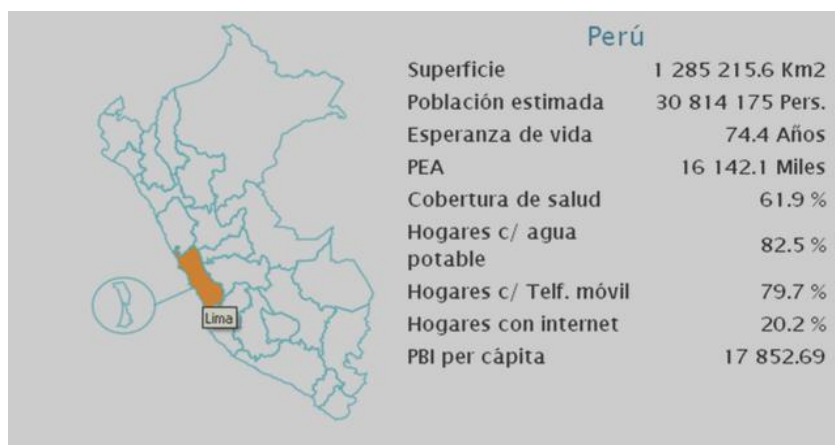 Perú
Superficie 1 285 215.6 Km2
Población estimada 30 814 175 Pers.
Esperanza de vida 74.4 Años
PEA 16 142.1 Miles
Cobertura de salud 61.9 %
Hogares c/ agua
potable 82.5 %
Hogares c/ Telf. móvil 79.7 %
Hogares con internet 20.2 %
PBI per cápita 17 852.69
Lima